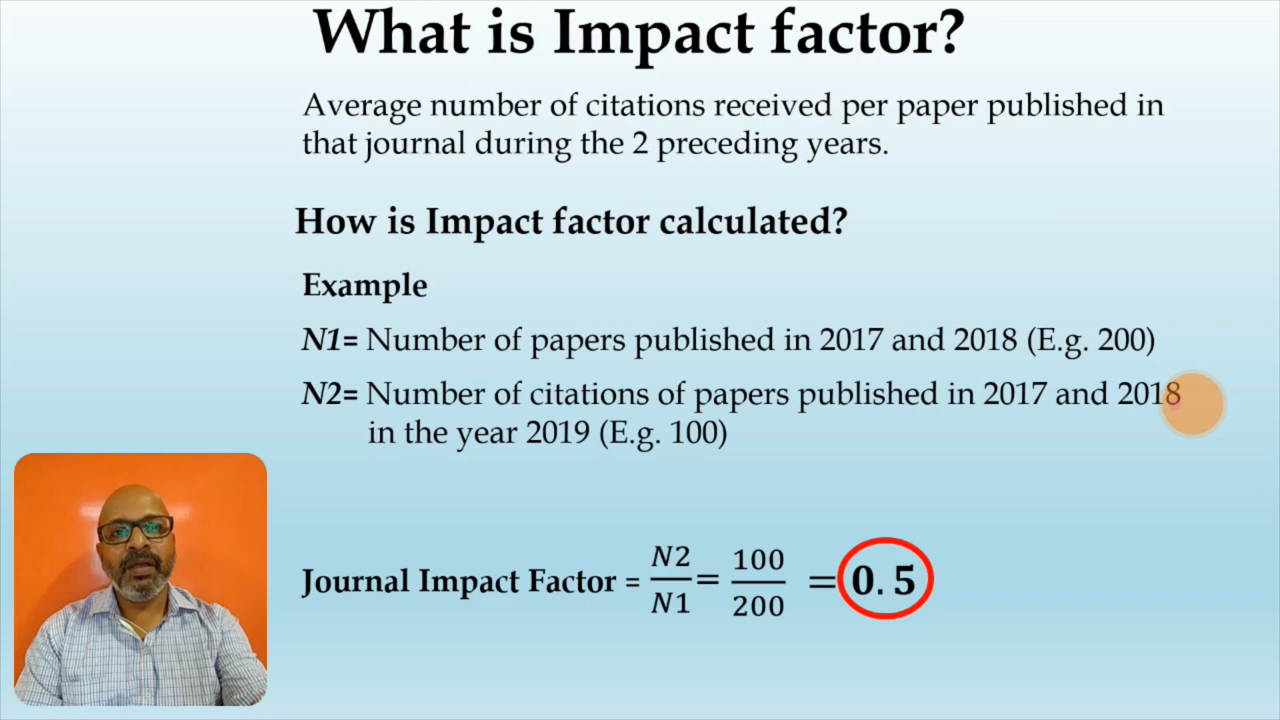 What is Impact factor?
Average number of citations received per paper published in
that journal during the 2 preceding years.
How is Impact factor calculated?
Example
N1= Number of papers published in 2017 and 2018 (E.g. 200)
N2= Number of citations of papers published in 2017 and 2018
in the year 2019 (E.g. 100)
Journal Impact Factor = N2/N1 = 100/200 = 0.5